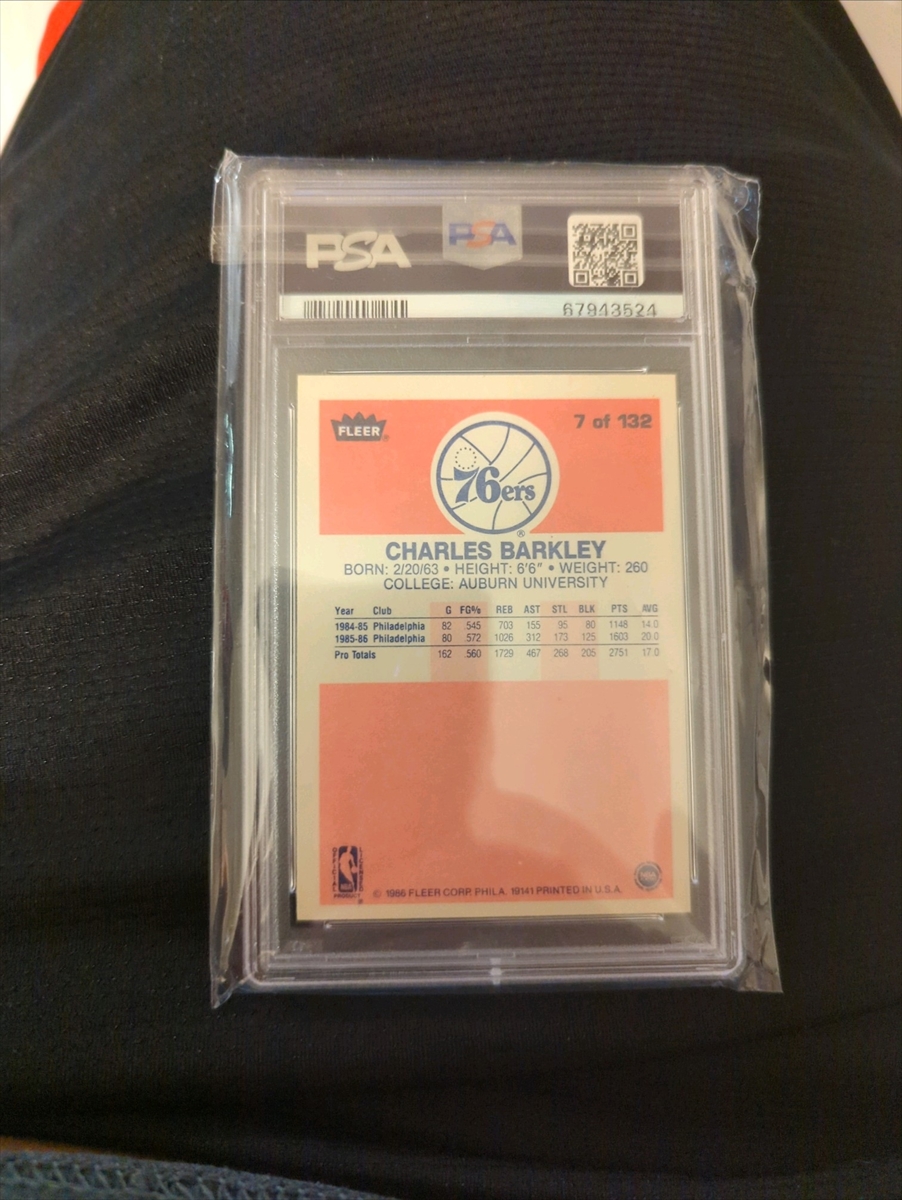 PSA PSA
67943524
FLEER® 7 of 132
76ers®
CHARLES BARKLEY
BORN: 2/20/63 • HEIGHT: 6'6" • WEIGHT: 260
COLLEGE: AUBURN UNIVERSITY
Year Club G FG% REB AST STL BLK PTS AVG
1984-85 Philadelphia 82 .545 703 155 95 80 1148 14.0
1985-86 Philadelphia 80 .572 1026 312 173 125 1603 20.0
Pro Totals 162 .560 1729 467 268 205 2751 17.0
OFFICIAL LICENSED
PRODUCT ®
© 1986 FLEER CORP. PHILA. 19141 PRINTED IN U.S.A.